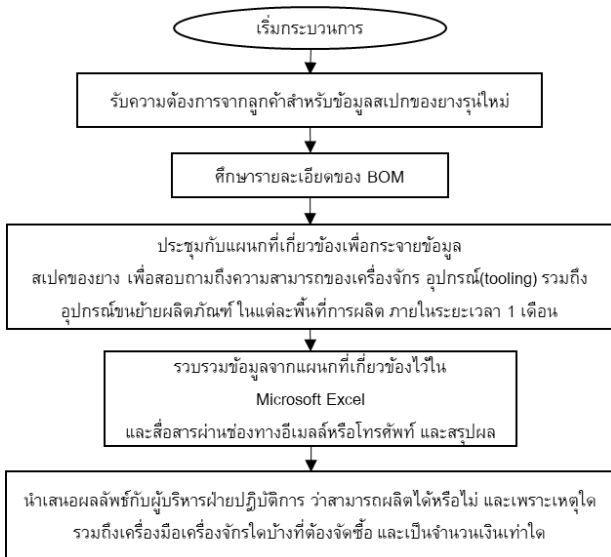 เริ่มกระบวนการ
รับความต้องการจากลูกค้าสำหรับข้อมูลสเปกของยางรุ่นใหม่
ศึกษารายละเอียดของ BOM
ประชุมกับแผนกที่เกี่ยวข้องเพื่อกระจายข้อมูล
สเปคของยาง เพื่อสอบถามถึงความสามารถของเครื่องจักร อุปกรณ์(tooling) รวมถึง
อุปกรณ์ขนย้ายผลิตภัณฑ์ ในแต่ละพื้นที่การผลิต ภายในระยะเวลา 1 เดือน
รวบรวมข้อมูลจากแผนกที่เกี่ยวข้องไว้ใน
Microsoft Excel
และสื่อสารผ่านช่องทางอีเมลล์หรือโทรศัพท์ และสรุปผล
นำเสนอผลลัพธ์กับผู้บริหารฝ่ายปฎิบัติการ ว่าสามารถผลิตได้หรือไม่ และเพราะเหตุใด
รวมถึงเครื่องมือเครื่องจักรใดบ้างที่ต้องจัดซื้อ และเป็นจำนวนเงินเท่าใด